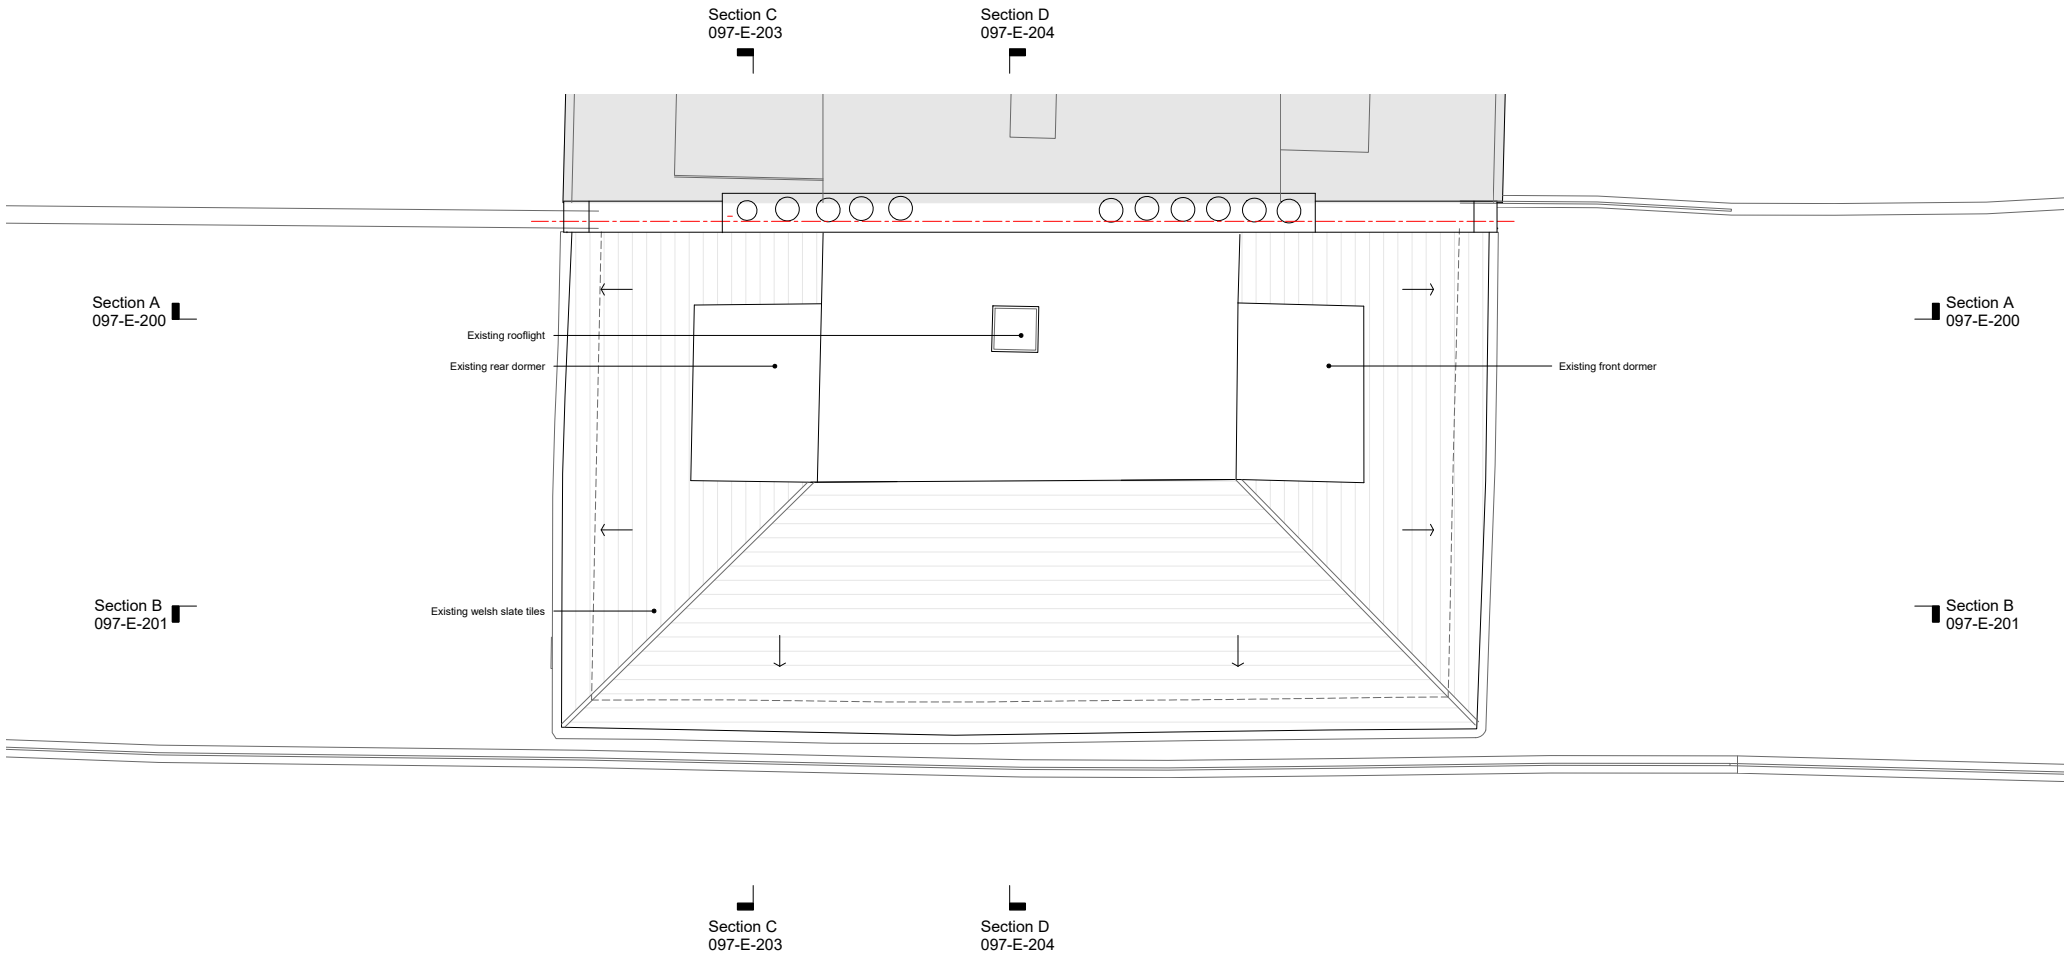 Section C
097-E-203
Section D
097-E-204
Section A
097-E-200
Section A
097-E-200
Existing rooflight
Existing rear dormer
Existing front dormer
Section B
097-E-201
Existing welsh slate tiles
Section B
097-E-201
Section C
097-E-203
Section D
097-E-204